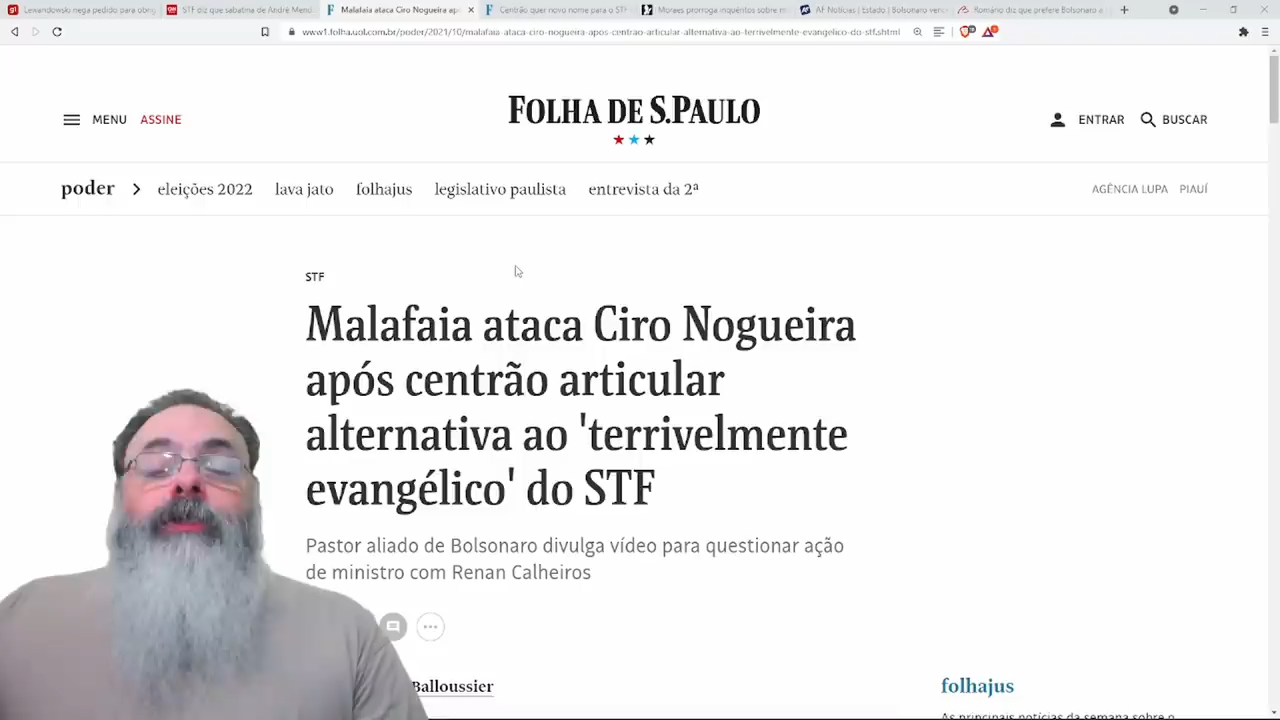 Lewandowski nega pedido para obrig
STF diz que sabatina de André Mend
Malafaia ataca Ciro Nogueira apó
Centrão quer novo nome para o STF
Moraes prorroga inquéritos sobre m
AF Notícias | Estado | Bolsonaro venc
Romário diz que prefere Bolsonaro a
www1.folha.uol.com.br/poder/2021/10/malafaia-ataca-ciro-nogueira-apos-centrao-articular-alternativa-ao-terrivelmente-evangelico-do-stf.shtml
MENU ASSINE
FOLHA DE S.PAULO
ENTRAR BUSCAR
poder eleições 2022 lava jato folhajus legislativo paulista entrevista da 2ª
AGÊNCIA LUPA PIAUÍ
STF
Malafaia ataca Ciro Nogueira
após centrão articular
alternativa ao 'terrivelmente
evangélico' do STF
Pastor aliado de Bolsonaro divulga vídeo para questionar ação
de ministro com Renan Calheiros
Balloussier
folhajus
As principais notícias da semana sobre o